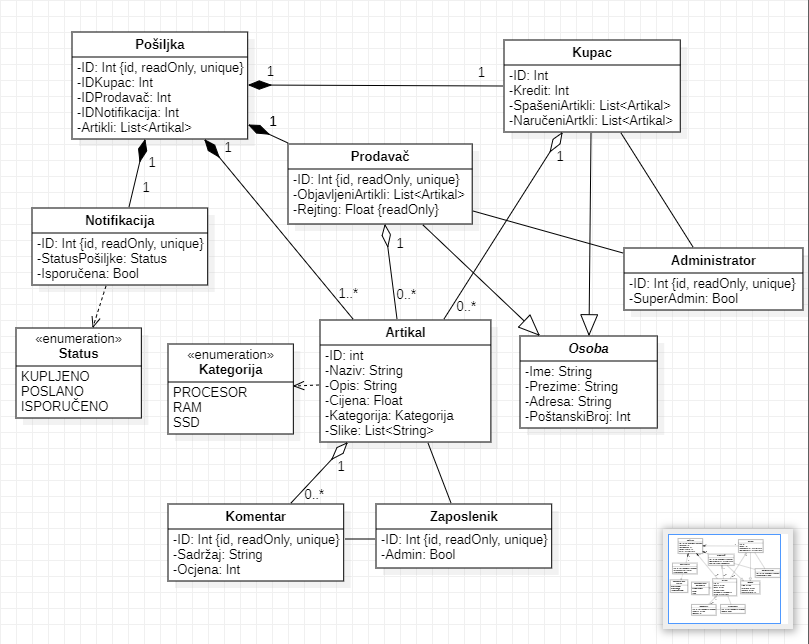 Pošiljka
-ID: Int {id, readOnly, unique}
-IDKupac: Int
-IDProdavač: Int
-IDNotifikacija: Int
-Artikli: List<Artikal>
1
1
Kupac
-ID: Int
-Kredit: Int
-SpašeniArtikli: List<Artikal>
-NaručeniArtkli: List<Artikal>
1
1
1
1
1
Prodavač
-ID: Int {id, readOnly, unique}
-ObjavljeniArtikli: List<Artikal>
-Rejting: Float {readOnly}
1
Notifikacija
-ID: Int {id, readOnly, unique}
-StatusPošiljke: Status
-Isporučena: Bool
1
Administrator
-ID: Int {id, readOnly, unique}
-SuperAdmin: Bool
1..*
0..*
0..*
«enumeration»
Status
KUPLJENO
POSLANO
ISPORUČENO
«enumeration»
Kategorija
PROCESOR
RAM
SSD
Artikal
-ID: int
-Naziv: String
-Opis: String
-Cijena: Float
-Kategorija: Kategorija
-Slike: List<String>
Osoba
-Ime: String
-Prezime: String
-Adresa: String
-PoštanskiBroj: Int
1
0..*
Komentar
-ID: Int {id, readOnly, unique}
-Sadržaj: String
-Ocjena: Int
Zaposlenik
-ID: Int {id, readOnly, unique}
-Admin: Bool